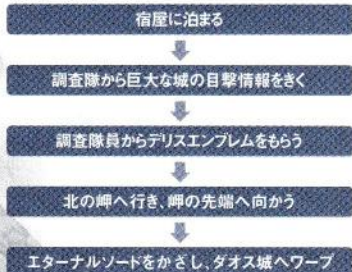 宿屋に泊まる
調査隊から巨大な城の目撃情報をきく
調査隊員からデリスエンブレムをもらう
北の岬へ行き、岬の先端へ向かう
エターナルソードをかざし、ダオス城へワープ